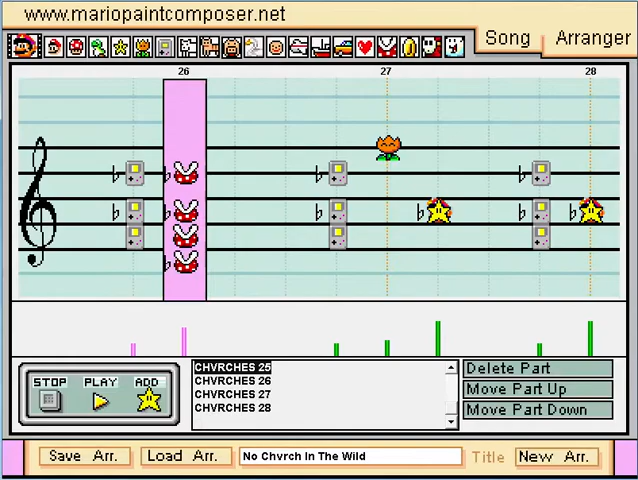 www.mariopaintcomposer.net
Song
Arranger
26
27
28
STOP
PLAY
ADD
CHVRCHES 25
CHVRCHES 26
CHVRCHES 27
CHVRCHES 28
Delete Part
Move Part Up
Move Part Down
Save Arr.
Load Arr.
No Chvrch In The Wild
Title
New Arr.